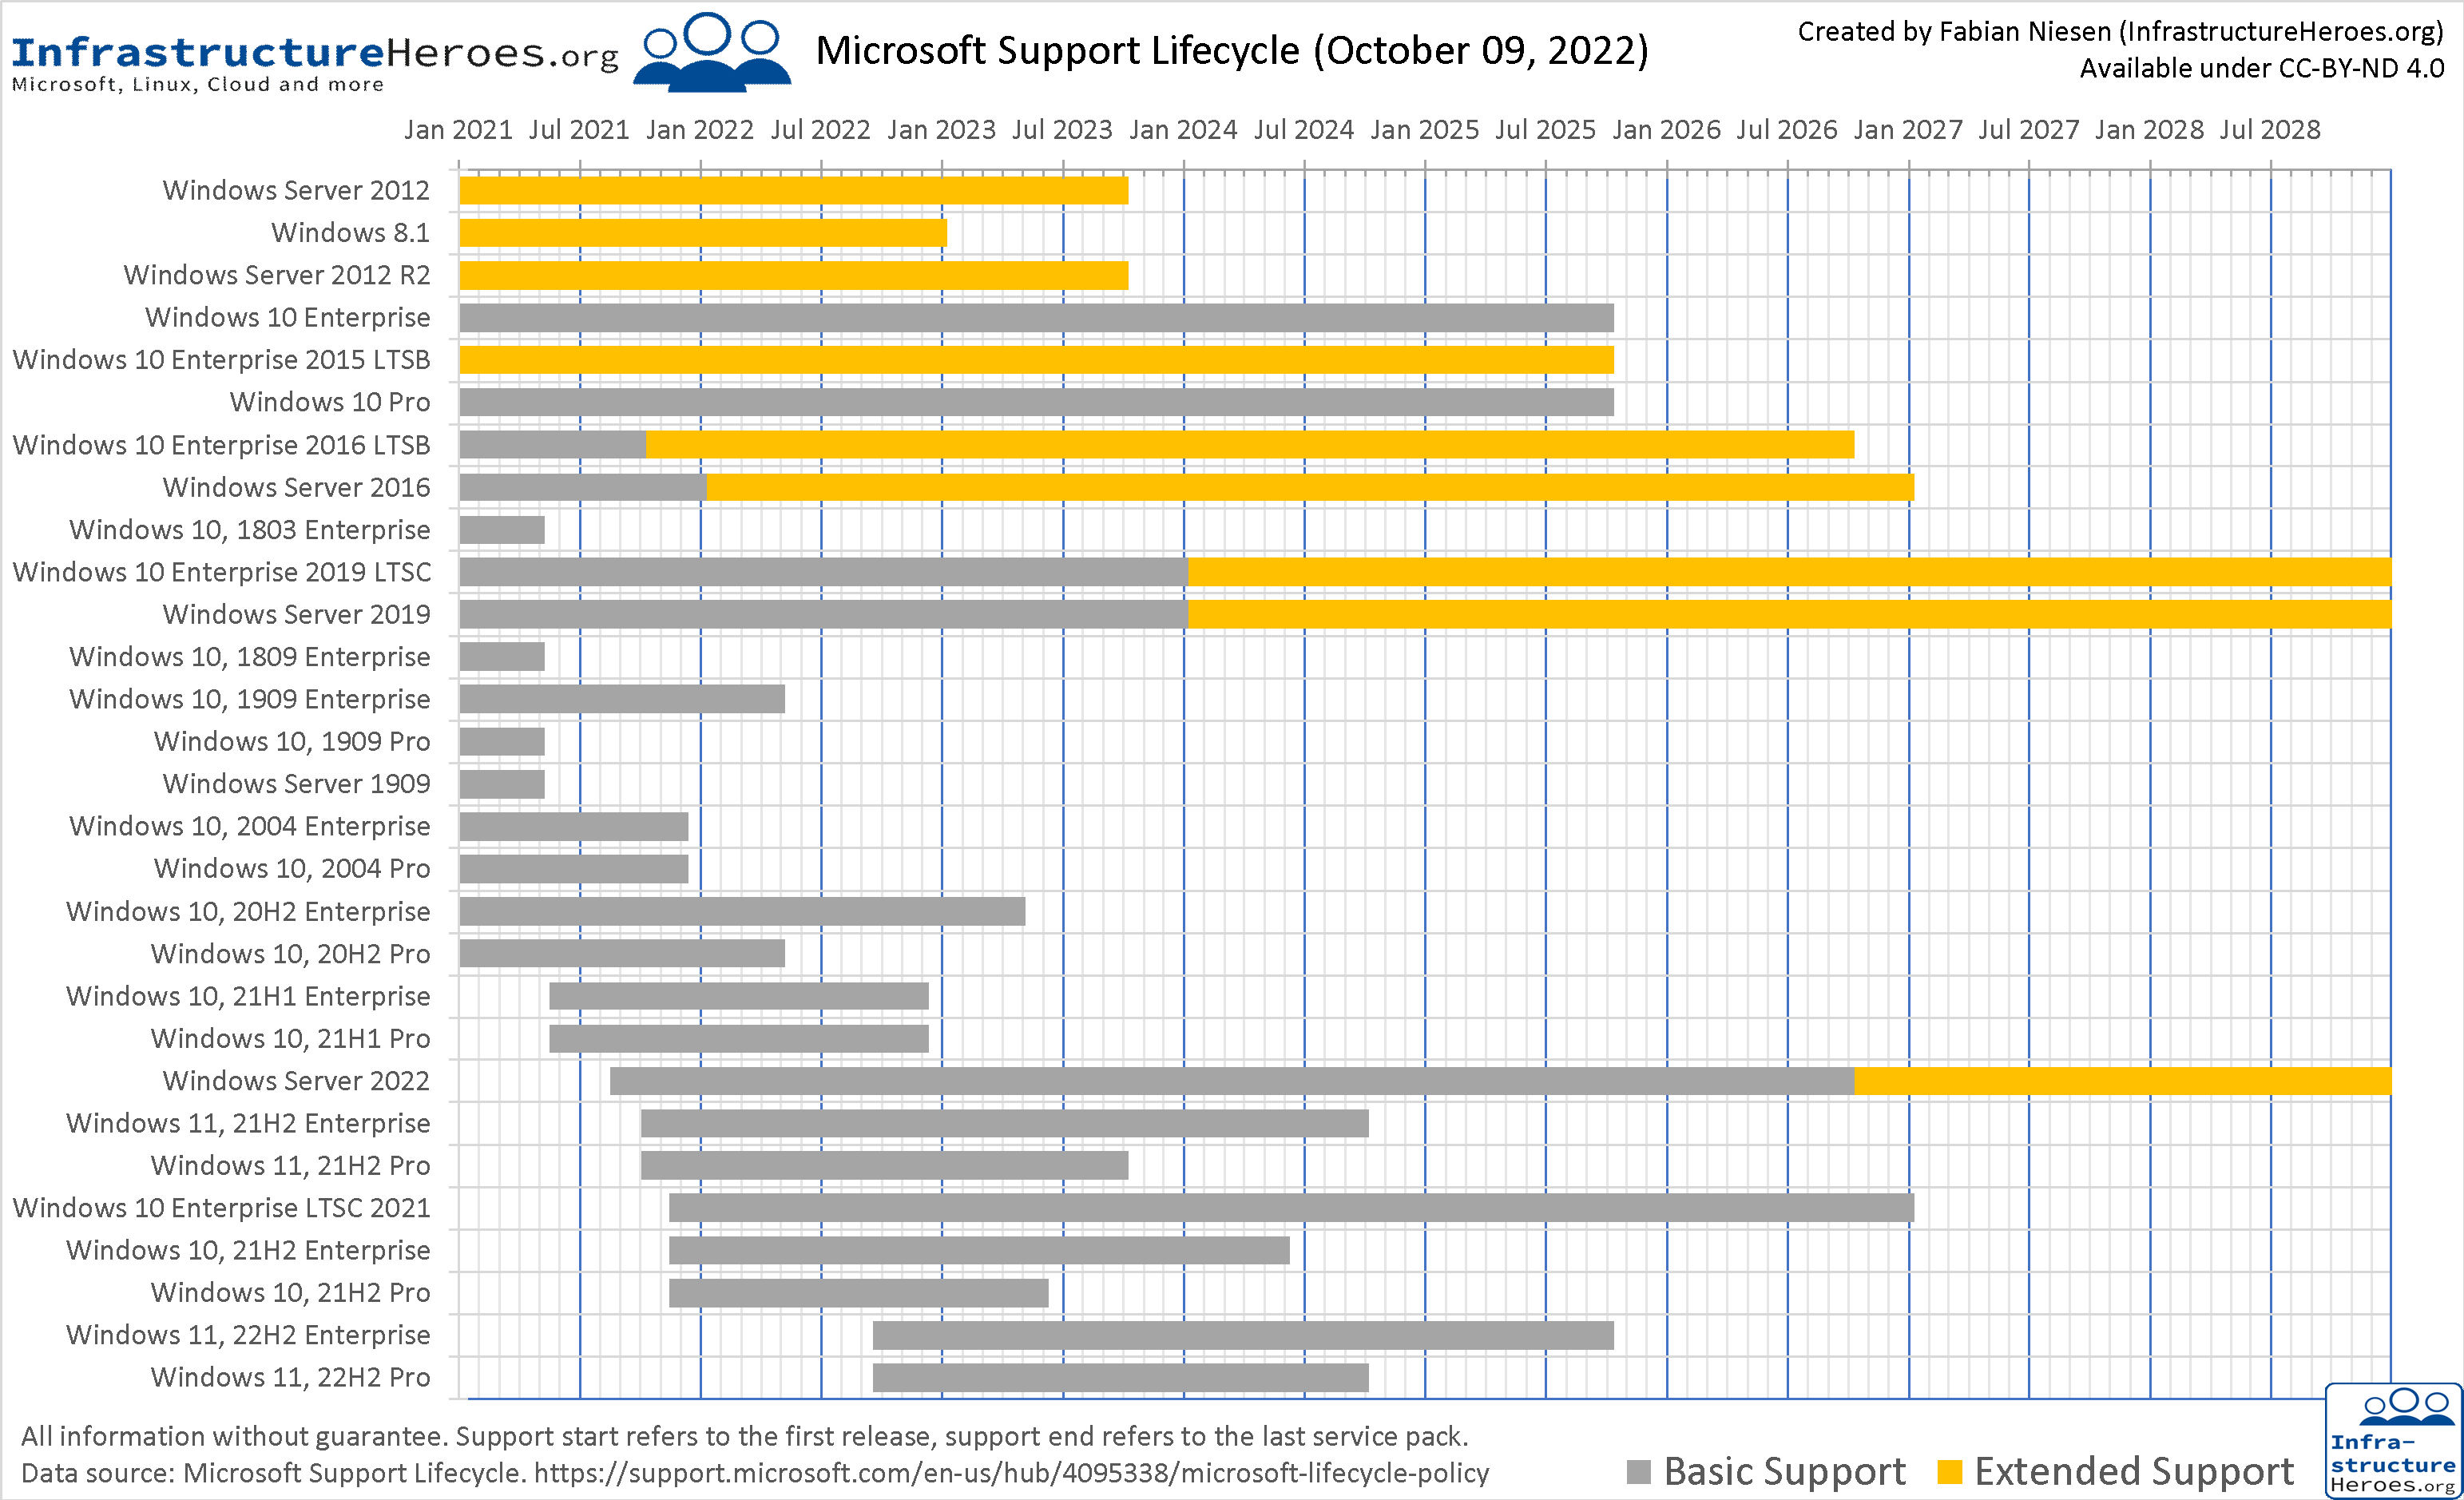 InfrastructureHeroes.org
Microsoft, Linux, Cloud and more
Microsoft Support Lifecycle (October 09, 2022)
Created by Fabian Niesen (InfrastructureHeroes.org)
Available under CC-BY-ND 4.0
Jan 2021 Jul 2021 Jan 2022 Jul 2022 Jan 2023 Jul 2023 Jan 2024 Jul 2024 Jan 2025 Jul 2025 Jan 2026 Jul 2026 Jan 2027 Jul 2027 Jan 2028 Jul 2028
Windows Server 2012
Windows 8.1
Windows Server 2012 R2
Windows 10 Enterprise
Windows 10 Enterprise 2015 LTSB
Windows 10 Pro
Windows 10 Enterprise 2016 LTSB
Windows Server 2016
Windows 10, 1803 Enterprise
Windows 10 Enterprise 2019 LTSC
Windows Server 2019
Windows 10, 1809 Enterprise
Windows 10, 1909 Enterprise
Windows 10, 1909 Pro
Windows Server 1909
Windows 10, 2004 Enterprise
Windows 10, 2004 Pro
Windows 10, 20H2 Enterprise
Windows 10, 20H2 Pro
Windows 10, 21H1 Enterprise
Windows 10, 21H1 Pro
Windows Server 2022
Windows 11, 21H2 Enterprise
Windows 11, 21H2 Pro
Windows 10 Enterprise LTSC 2021
Windows 10, 21H2 Enterprise
Windows 10, 21H2 Pro
Windows 11, 22H2 Enterprise
Windows 11, 22H2 Pro
All information without guarantee. Support start refers to the first release, support end refers to the last service pack.
Data source: Microsoft Support Lifecycle. https://support.microsoft.com/en-us/hub/4095338/microsoft-lifecycle-policy
Basic Support
Extended Support
Infra-
structure
Heroes.org